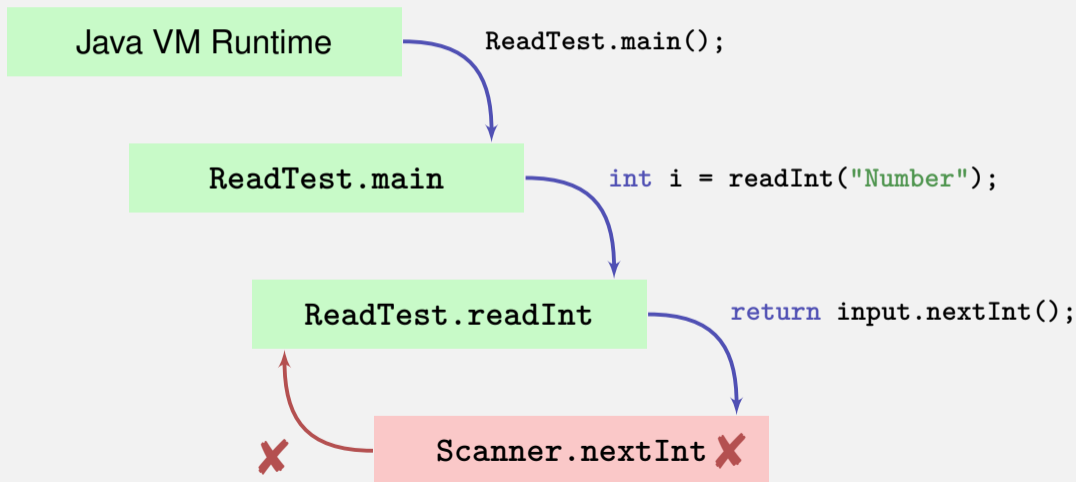 Java VM Runtime
ReadTest.main();
ReadTest.main
int i = readInt("Number");
ReadTest.readInt
return input.nextInt();
Scanner.nextInt